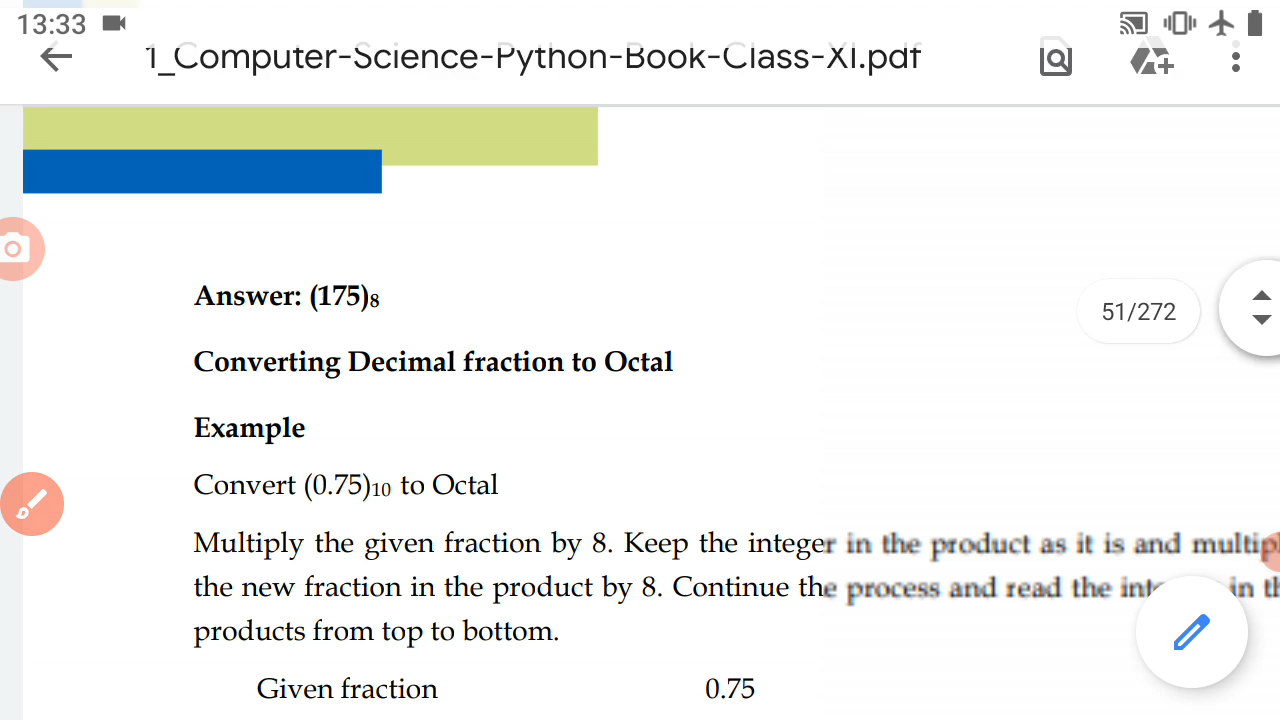 13:33
1_Computer-Science-Python-Book-Class-XI.pdf
Answer: (175)8
51/272
Converting Decimal fraction to Octal
Example
Convert (0.75)10 to Octal
Multiply the given fraction by 8. Keep the integer in the product as it is and
the new fraction in the product by 8. Continue the process and read the in
products from top to bottom.
Given fraction 0.75